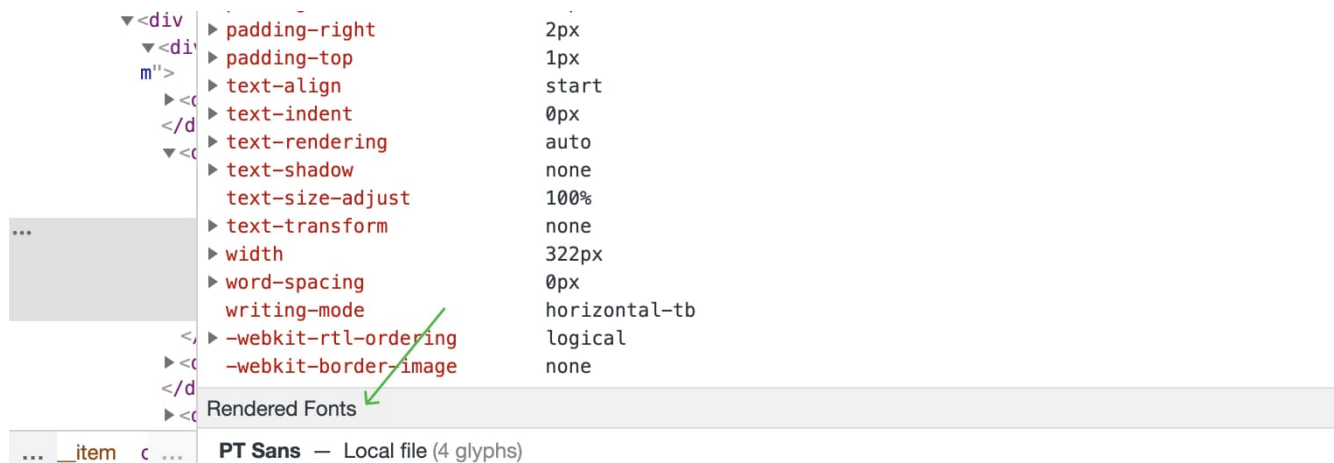 ▼<div
▶ padding-right 2px
▼<di
▶ padding-top 1px
m">
▶ text-align start
▶ text-indent 0px
</d
▶ text-rendering auto
▶ text-shadow none
text-size-adjust 100%
... ▶ text-transform none
▶ width 322px
▶ word-spacing 0px
writing-mode horizontal-tb
▶ -webkit-rtl-ordering logical
-webkit-border-image none
</d
Rendered Fonts
... __item ... PT Sans — Local file (4 glyphs)